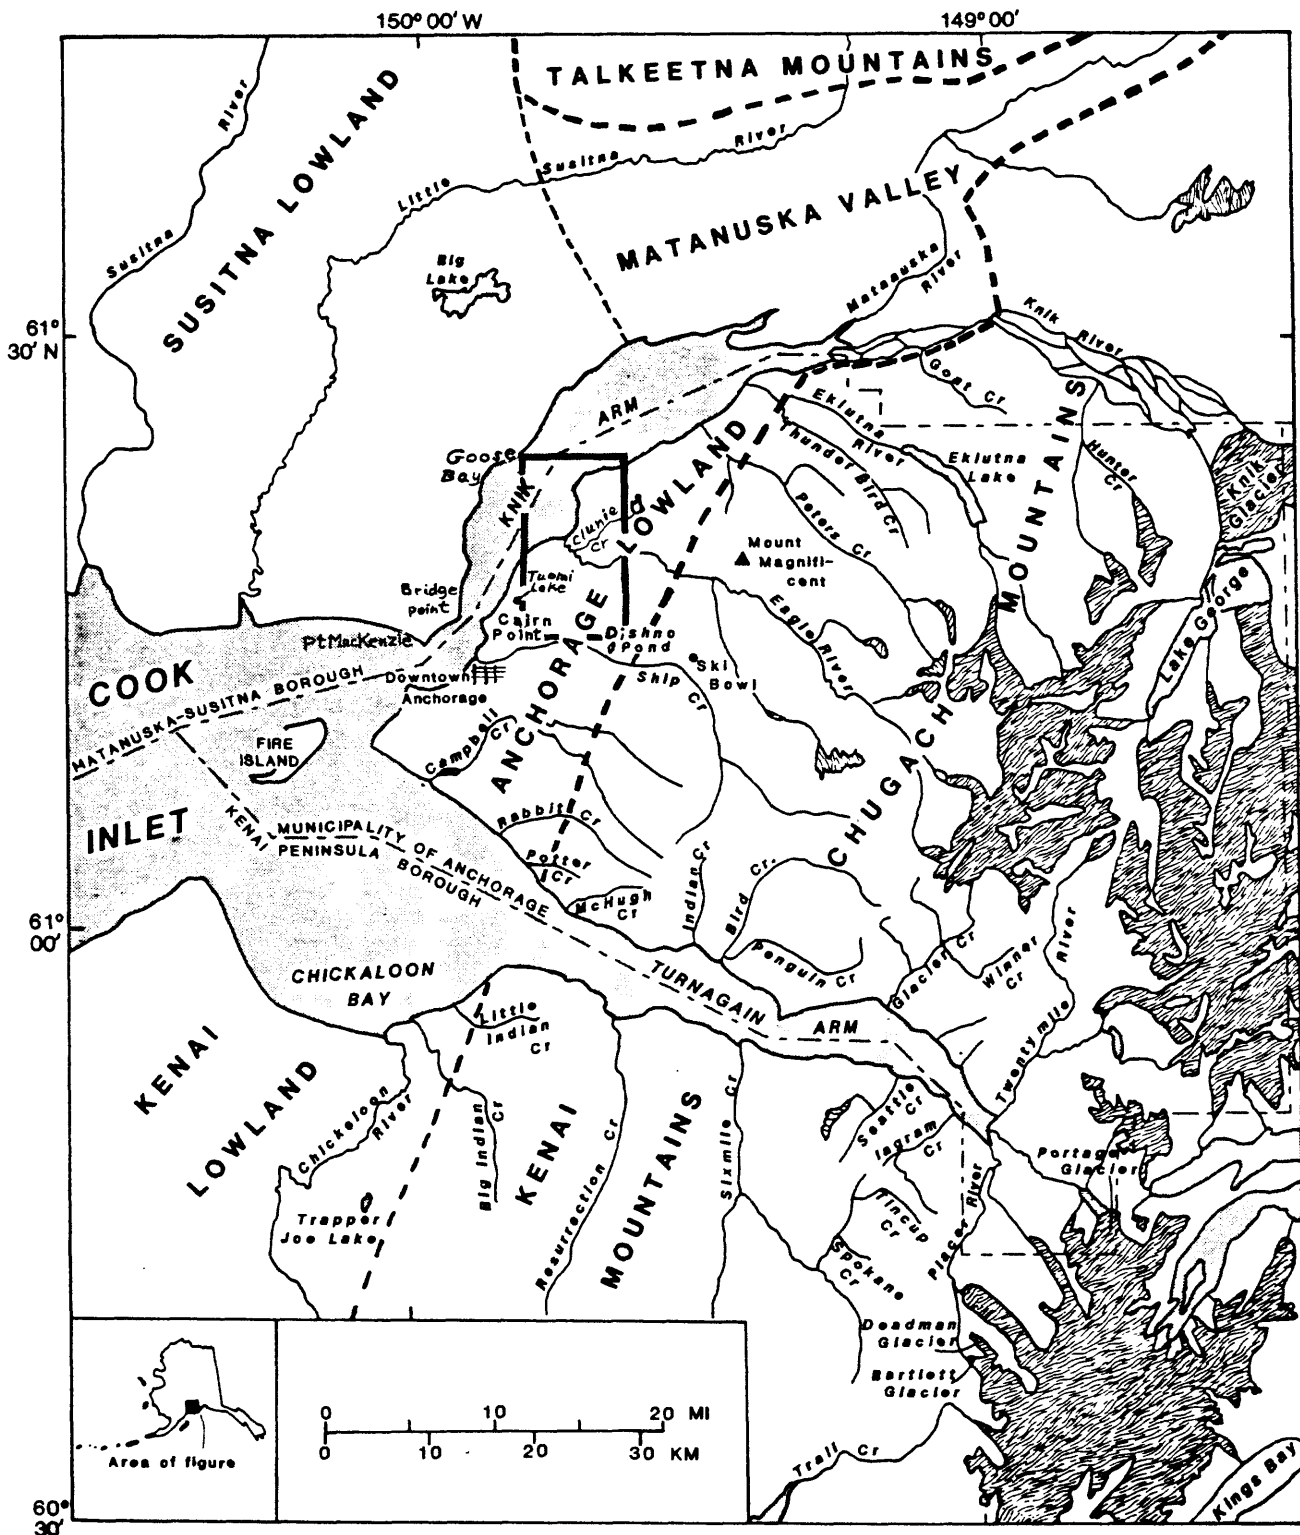 150° 00' W
149° 00'
TALKEETNA MOUNTAINS
River
Susitna
SUSITNA LOWLAND
Little
Susitna
River
MATANUSKA VALLEY
Big
Lake
Matanuska
River
61°
30' N
Knik
River
Goat Cr
ARM
Eklutna
River
Thunder Bird Cr
Eklutna
Lake
Hunter
Cr
Knik
Glacier
Goose
Bay
KNIK
Clunie
Cr
Peters Cr
Mount
Magnifi-
cent
Tuomi
Lake
Bridge
point
Cairn
Point
Dishno
Pond
Eagle
River
Ski
Bowl
Ship
Cr
Lake George
Pt MacKenzie
Downtown
Anchorage
ANCHORAGE LOWLAND
CHUGACH MOUNTAINS
COOK
INLET
MATANUSKA-SUSITNA BOROUGH
FIRE
ISLAND
Campbell
Cr
Rabbit Cr
Potter
Cr
McHugh
Cr
KENAI
PENINSULA
BOROUGH
MUNICIPALITY
OF ANCHORAGE
Indian Cr
Bird Cr.
Penguin Cr
Glacier Cr
Winner
Cr
River
Twentymile
61°
00'
CHICKALOON
BAY
TURNAGAIN
ARM
Little
Indian
Cr
KENAI
LOWLAND
Chickaloon
River
Big Indian
Cr
KENAI
MOUNTAINS
Resurrection
Cr
Sixmile
Cr
Seattle
Cr
Ingram
Cr
Portage
Glacier
Placer
River
Tincup
Cr
Spokane
Cr
Trapper
Joe Lake
Deadman
Glacier
Bartlett
Glacier
Trail Cr
Kings Bay
Area of figure
0 10 20 MI
0 10 20 30 KM
60°
30'